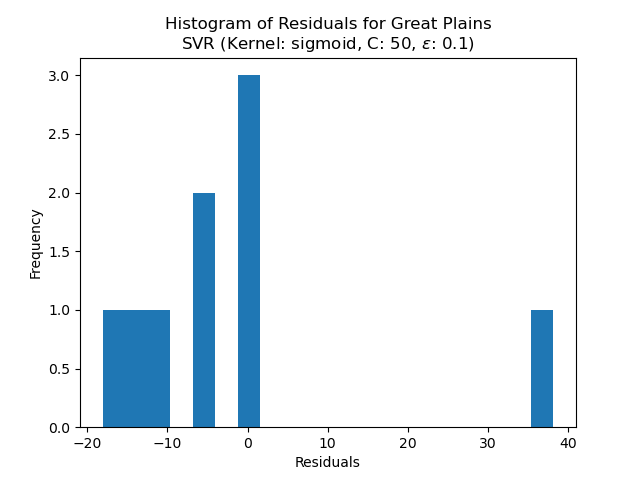 Histogram of Residuals for Great Plains
SVR (Kernel: sigmoid, C: 50, ε: 0.1)
3.0
2.5
2.0
1.5
1.0
0.5
0.0
Frequency
−20 −10 0 10 20 30 40
Residuals